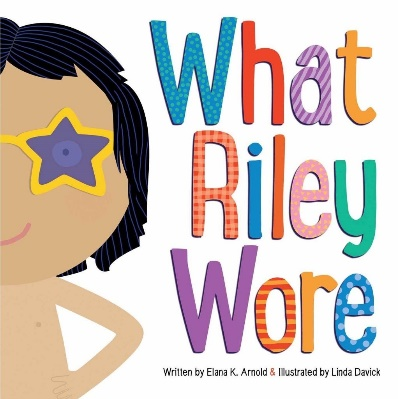 What
Riley
Wore
Written by Elana K. Arnold & Illustrated by Linda Davick